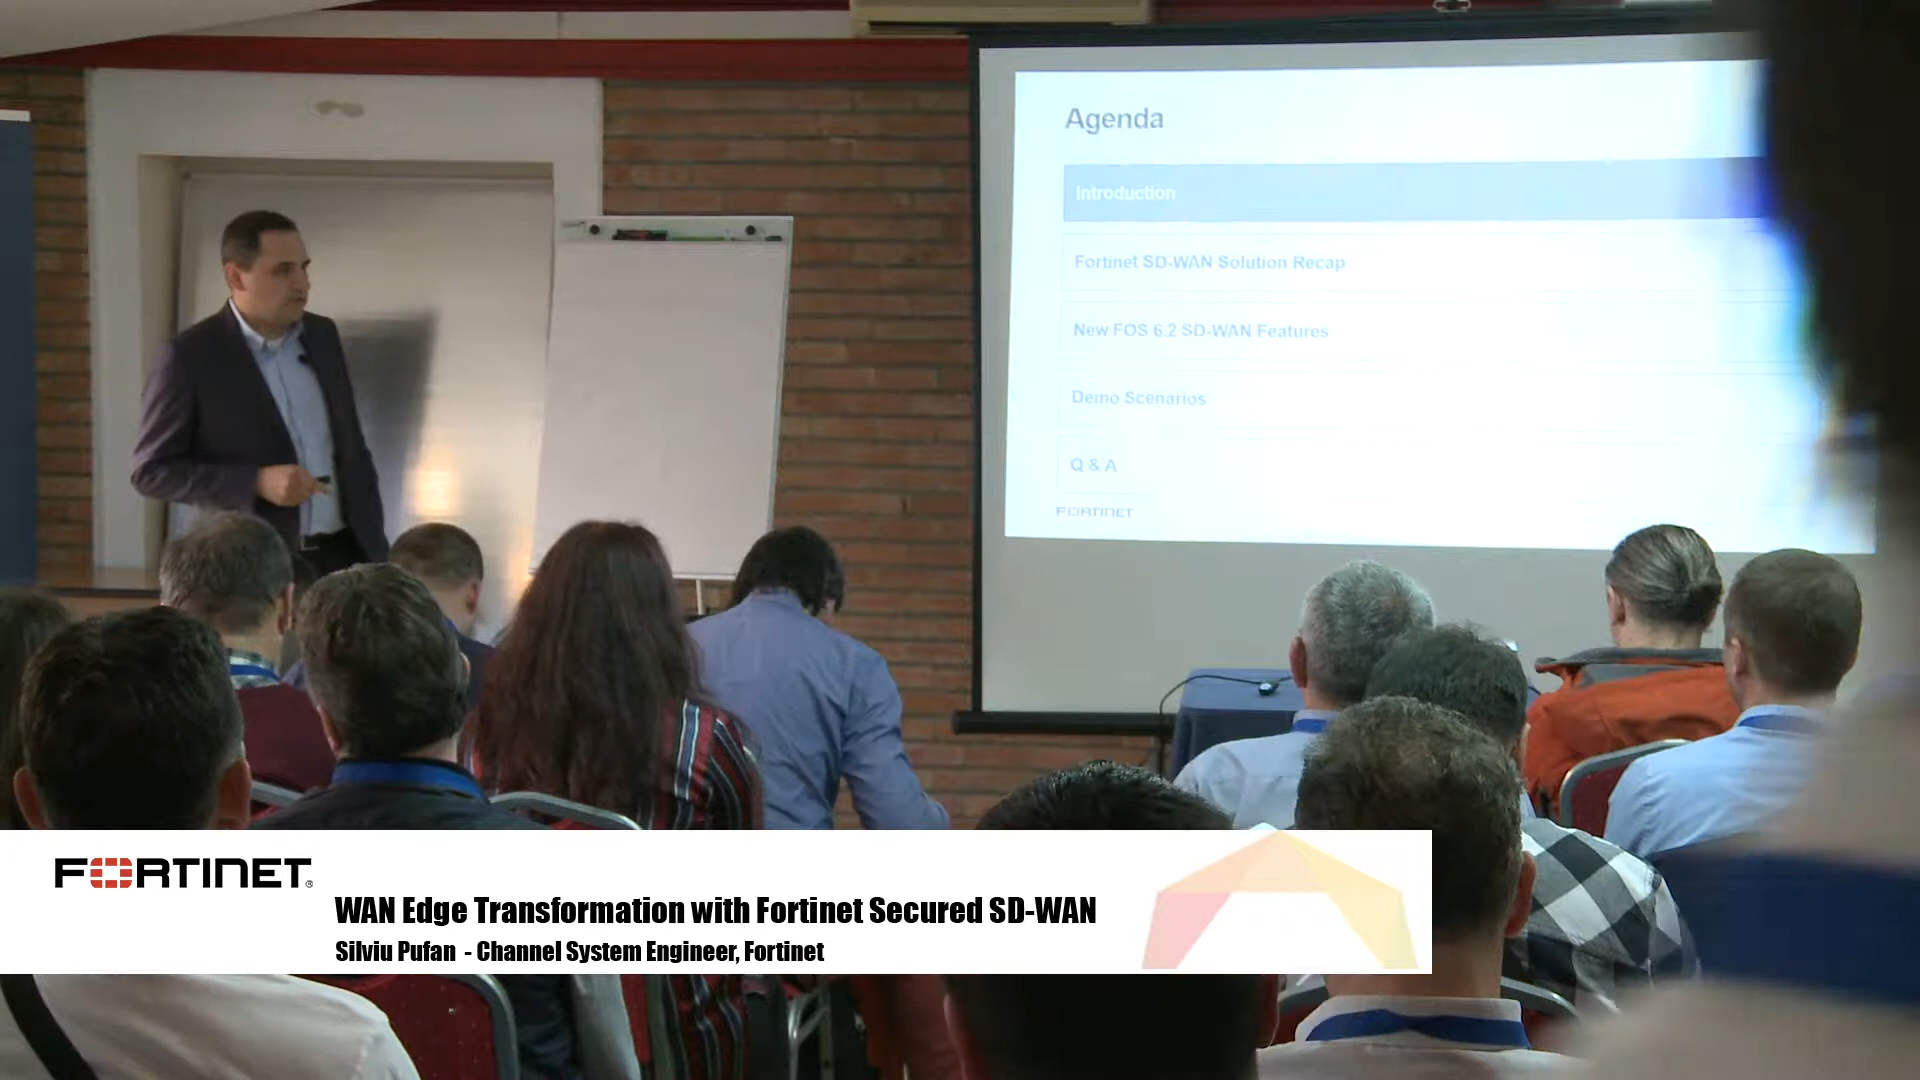 Agenda
Introduction
Fortinet SD-WAN Solution Recap
New FOS 6.2 SD-WAN Features
Demo Scenarios
Q & A
FORTINET
FORTINET®
WAN Edge Transformation with Fortinet Secured SD-WAN
Silviu Pufan - Channel System Engineer, Fortinet